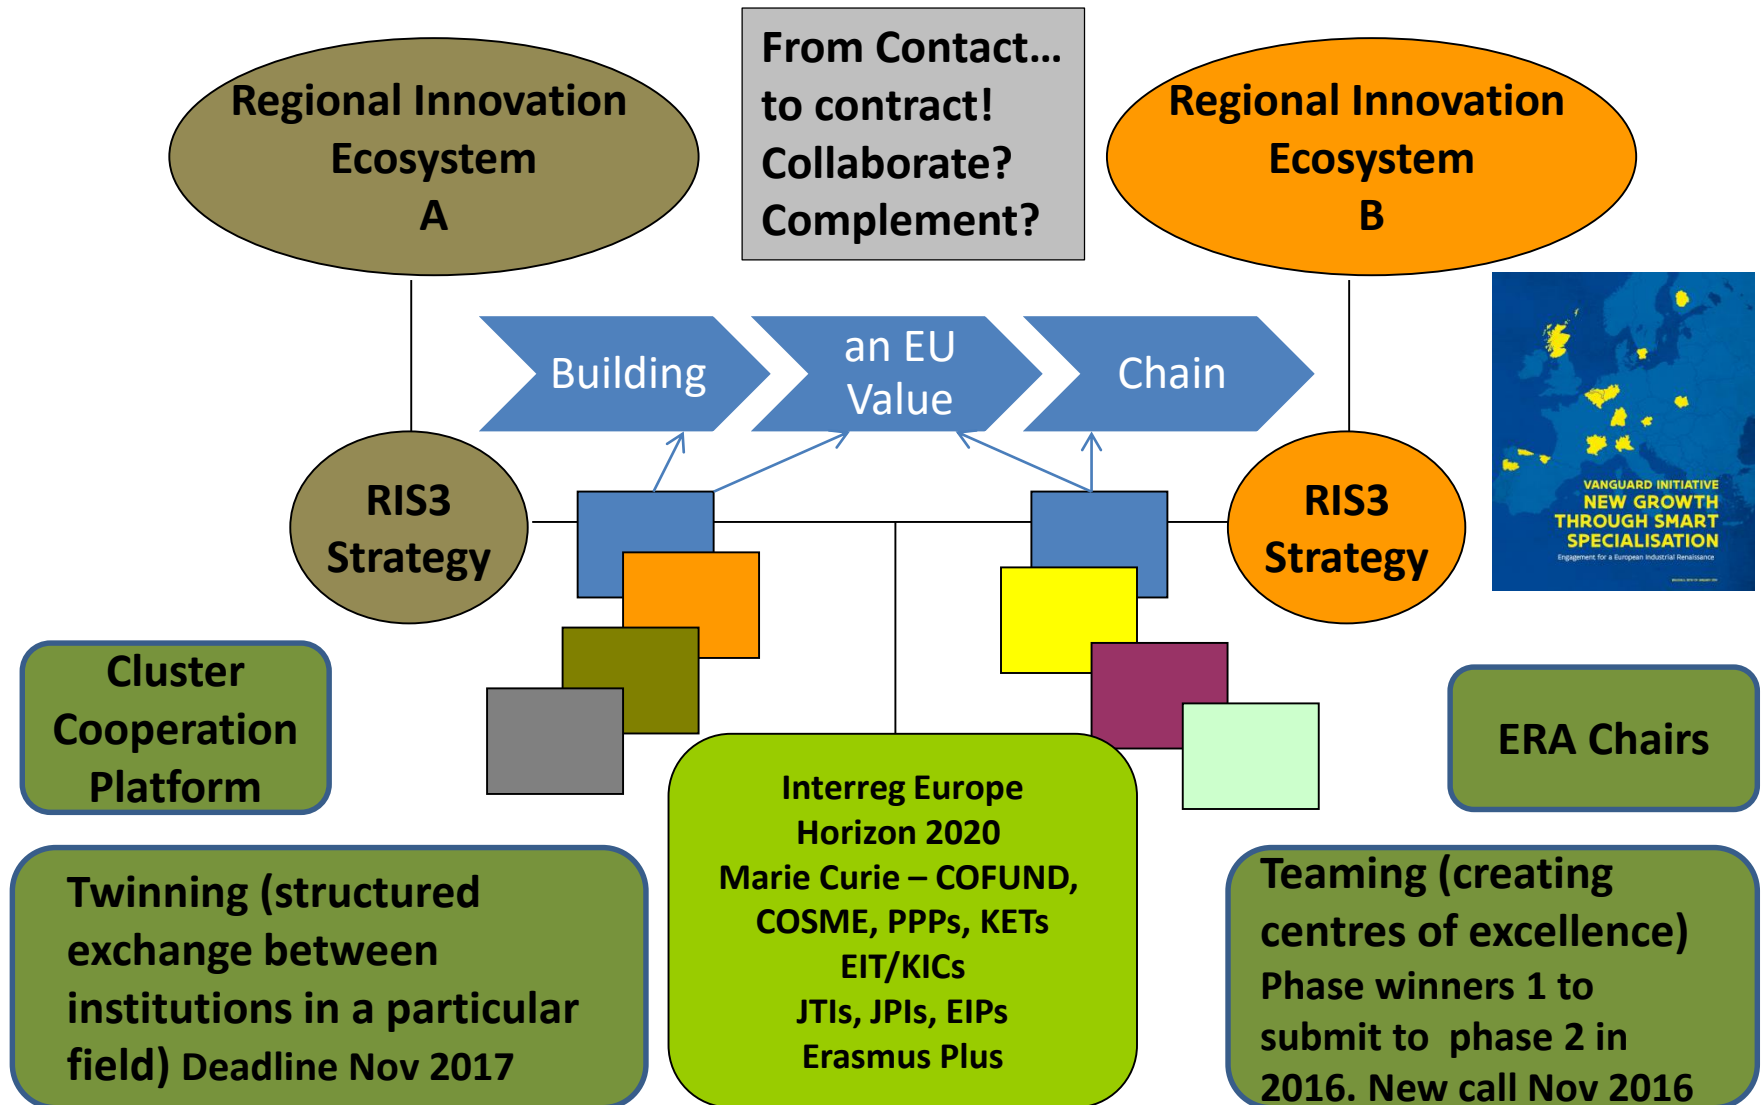 Regional Innovation
Ecosystem
A
From Contact...
to contract!
Collaborate?
Complement?
Regional Innovation
Ecosystem
B
Building
an EU
Value
Chain
RIS3
Strategy
RIS3
Strategy
VANGUARD INITIATIVE
NEW GROWTH
THROUGH SMART
SPECIALISATION
Engagement for a European Industrial Renaissance
Cluster
Cooperation
Platform
ERA Chairs
Interreg Europe
Horizon 2020
Marie Curie – COFUND,
COSME, PPPs, KETs
EIT/KICs
JTIs, JPIs, EIPs
Erasmus Plus
Twinning (structured
exchange between
institutions in a particular
field) Deadline Nov 2017
Teaming (creating
centres of excellence)
Phase winners 1 to
submit to  phase 2 in
2016. New call Nov 2016